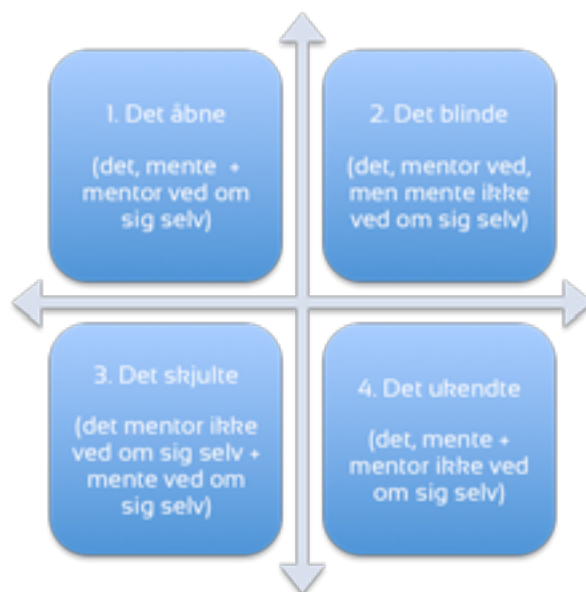 1. Det åbne
(det, mente +
mentor ved om
sig selv)
2. Det blinde
(det, mentor ved,
men mente ikke
ved om sig selv)
3. Det skjulte
(det mentor ikke
ved om sig selv +
mente ved om
sig selv)
4. Det ukendte
(det, mente +
mentor ikke ved
om sig selv)